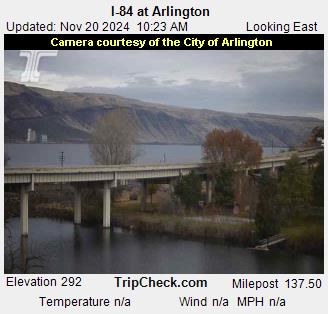 I-84 at Arlington
Updated: Nov 20 2024 10:23 AM Looking East
Camera courtesy of the City of Arlington
Elevation 292 TripCheck.com Milepost 137.50
Temperature n/a Wind n/a MPH n/a